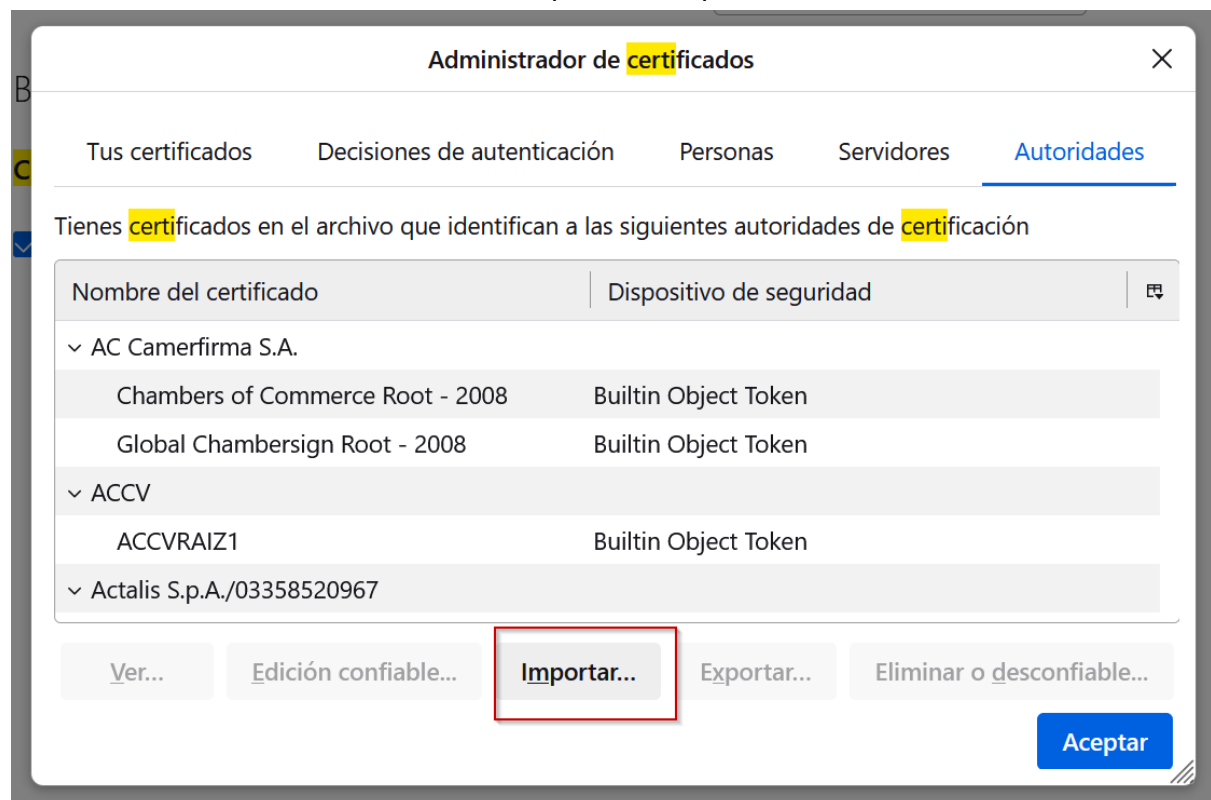 Administrador de certificados
B
Tus certificados Decisiones de autenticación Personas Servidores Autoridades
C
Tienes certificados en el archivo que identifican a las siguientes autoridades de certificación
Nombre del certificado Dispositivo de seguridad
AC Camerfirma S.A.
Chambers of Commerce Root - 2008 Builtin Object Token
Global Chambersign Root - 2008 Builtin Object Token
ACCV
ACCVRAIZ1 Builtin Object Token
Actalis S.p.A./03358520967
Ver... Edición confiable... Importar... Exportar... Eliminar o desconfiable...
Aceptar